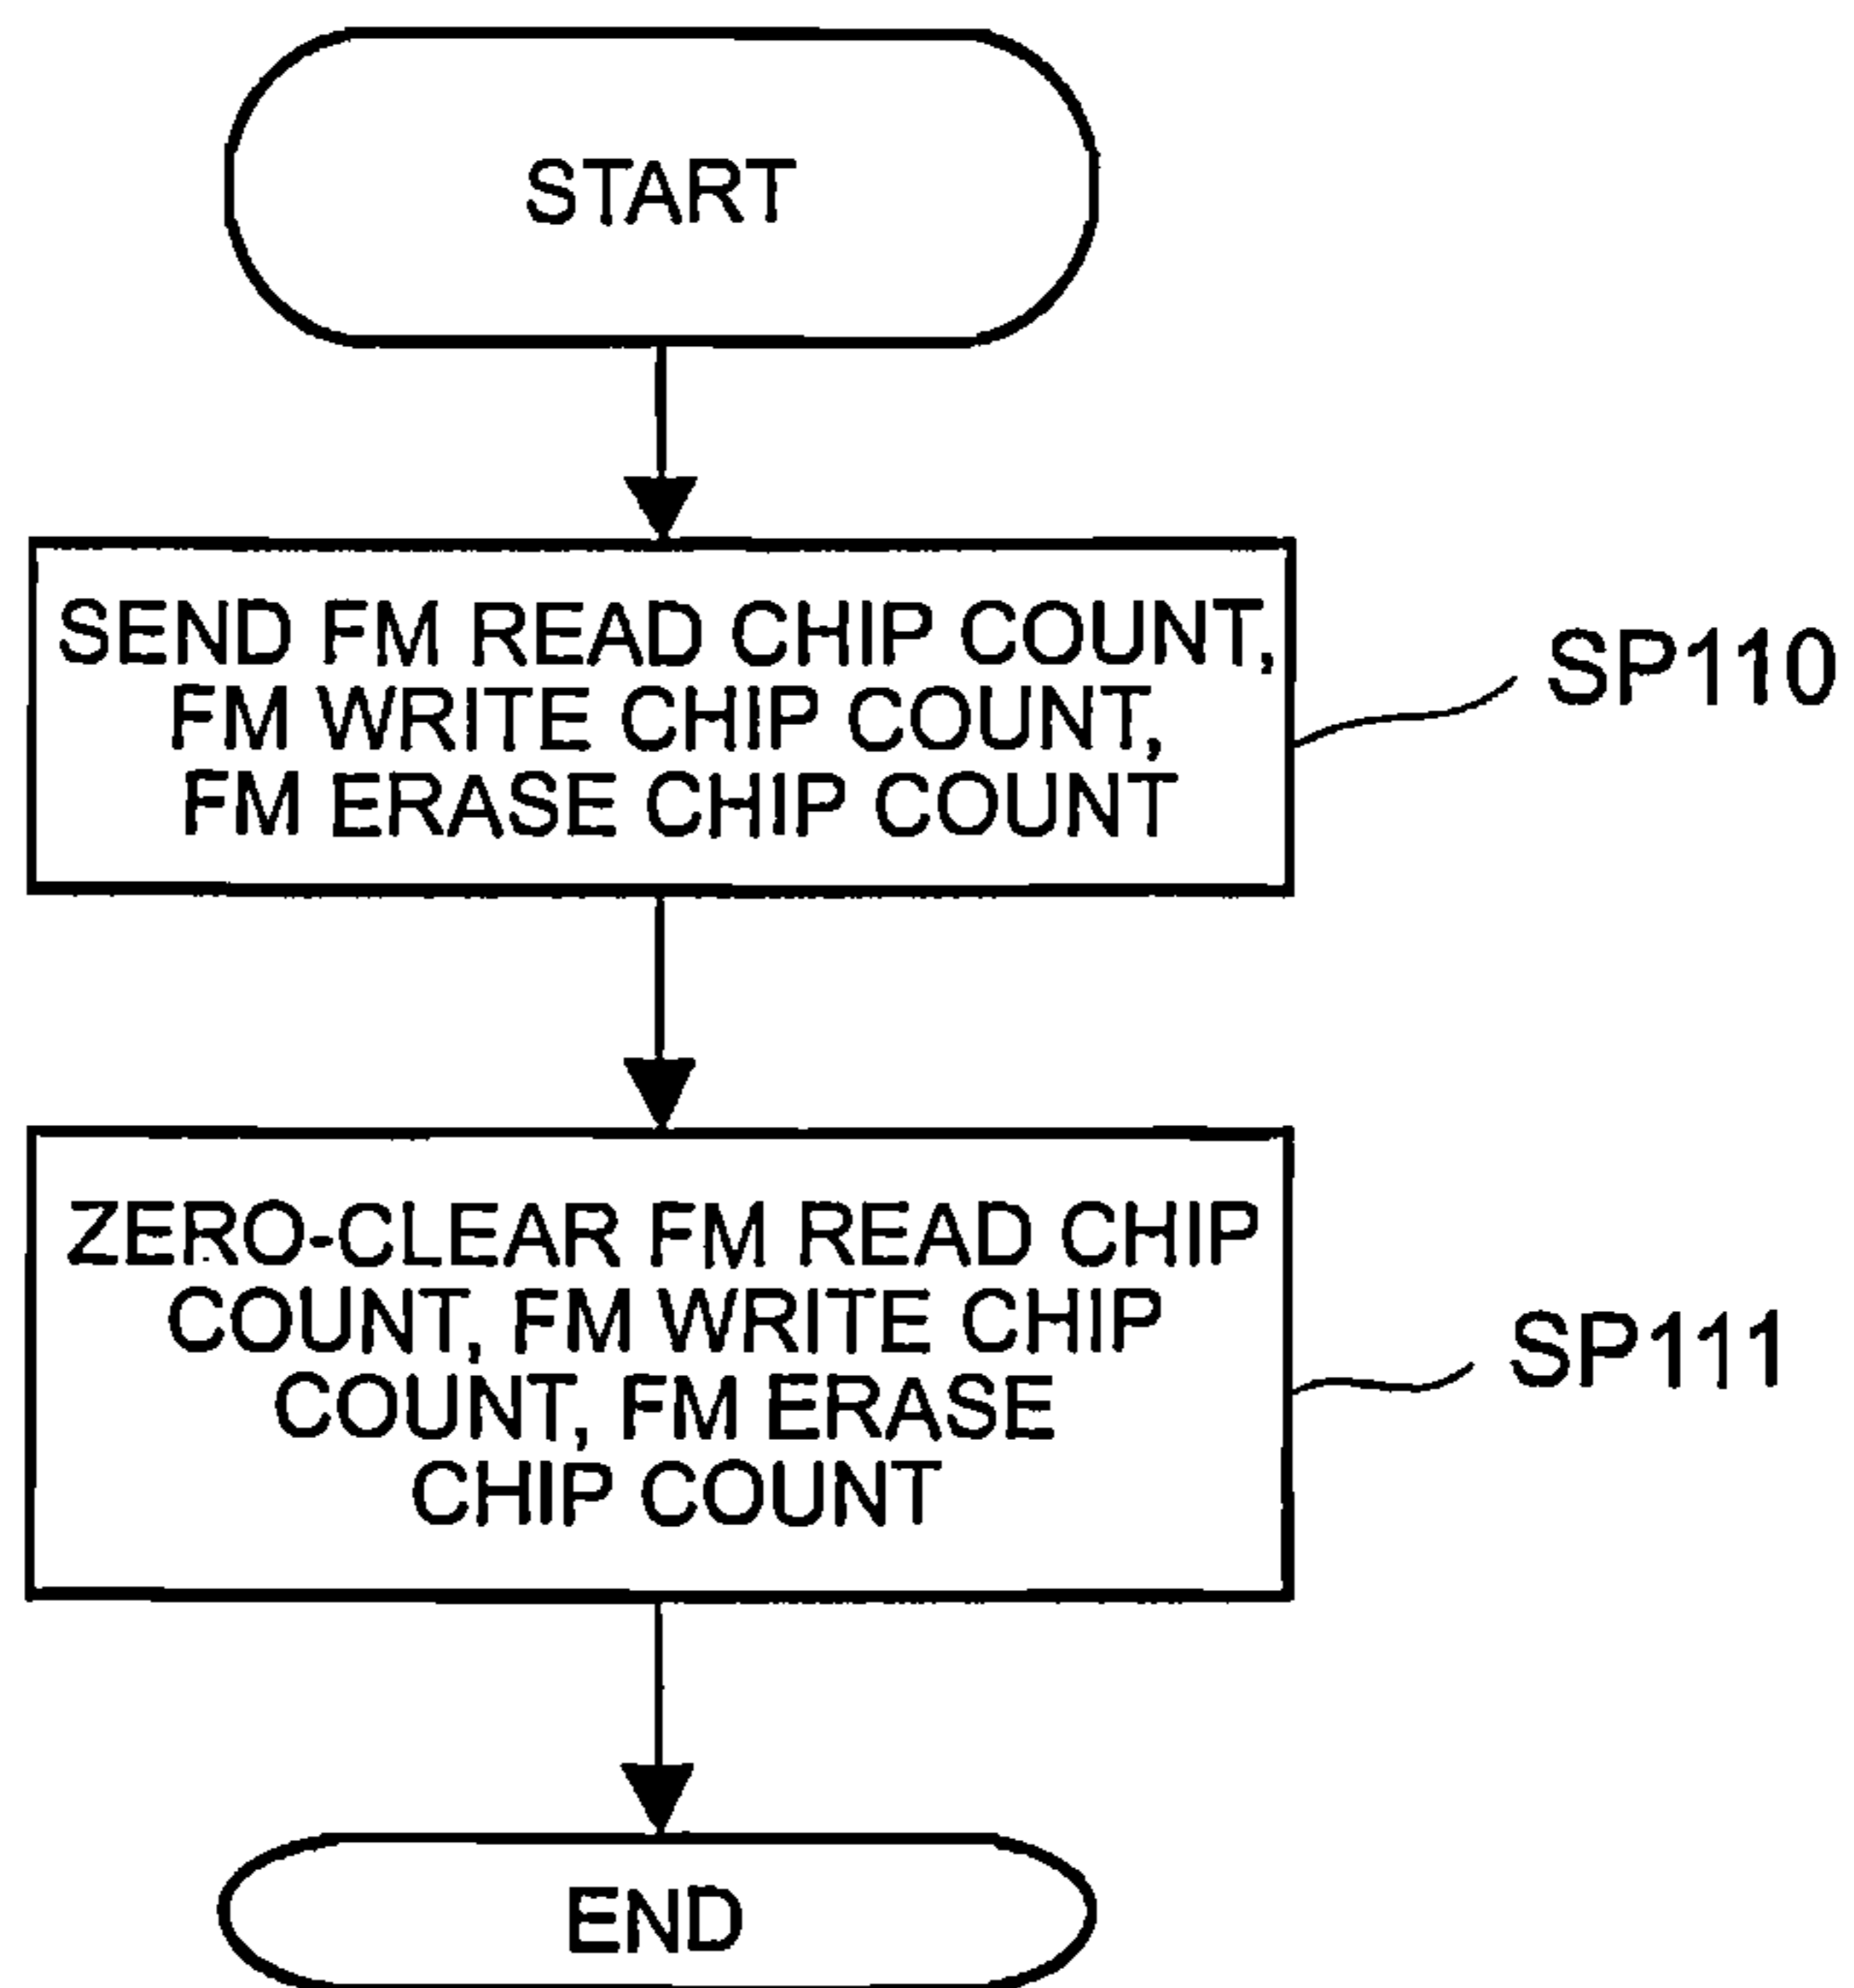 START
SEND FM READ CHIP COUNT,
FM WRITE CHIP COUNT,
FM ERASE CHIP COUNT
SP110
ZERO-CLEAR FM READ CHIP
COUNT, FM WRITE CHIP
COUNT, FM ERASE
CHIP COUNT
SP111
END